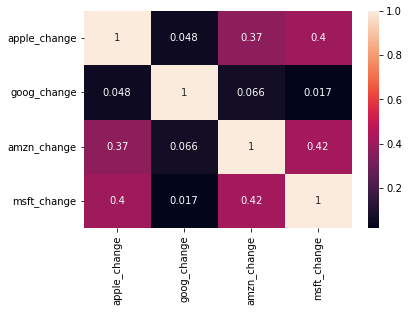 apple_change 1 0.048 0.37 0.4
goog_change 0.048 1 0.066 0.017
amzn_change 0.37 0.066 1 0.42
msft_change 0.4 0.017 0.42 1
apple_change
goog_change
amzn_change
msft_change
1.0
0.8
0.6
0.4
0.2